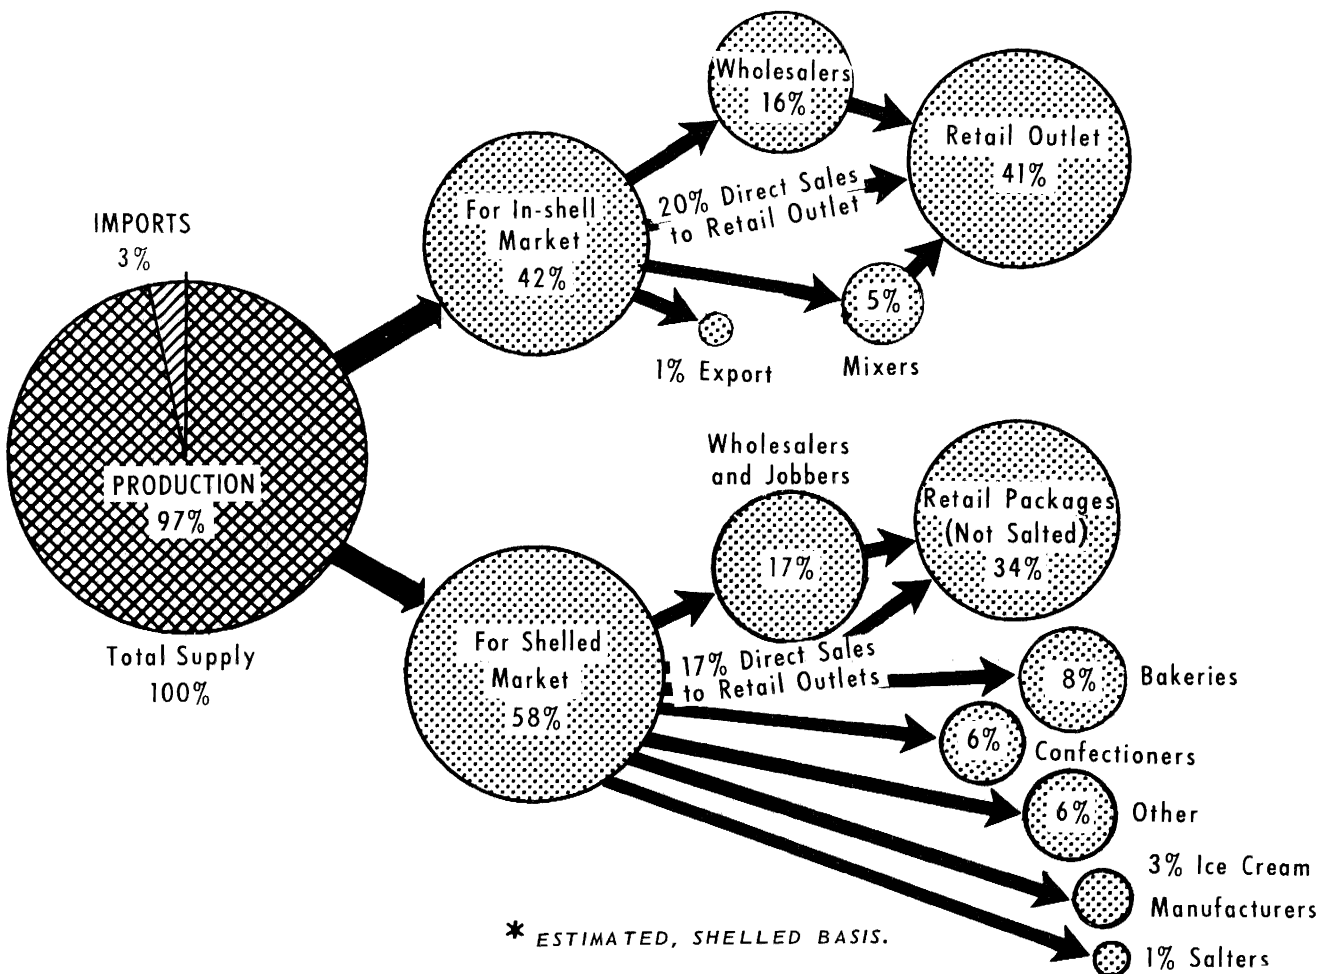 IMPORTS
3%
PRODUCTION
97%
Total Supply
100%
For In-shell
Market
42%
Wholesalers
16%
20% Direct Sales
to Retail Outlet
Retail Outlet
41%
5%
Mixers
1% Export
For Shelled
Market
58%
Wholesalers
and Jobbers
17%
17% Direct Sales
to Retail Outlets
Retail Packages
(Not Salted)
34%
8% Bakeries
6% Confectioners
6% Other
3% Ice Cream
Manufacturers
1% Salters
* ESTIMATED, SHELLED BASIS.